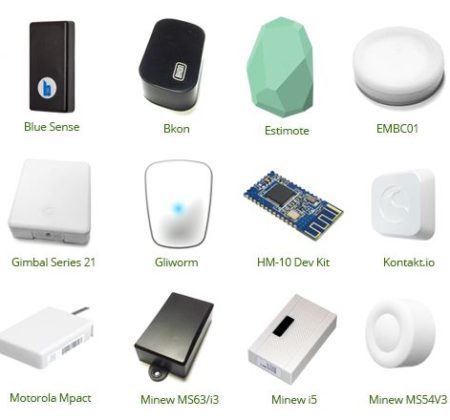 BKON
Blue Sense
Bkon
Estimote
EMBC01
Gimbal Series 21
Gliworm
HM-10 Dev Kit
Kontakt.io
Motorola Mpact
Minew MS63/i3
Minew i5
Minew MS54V3